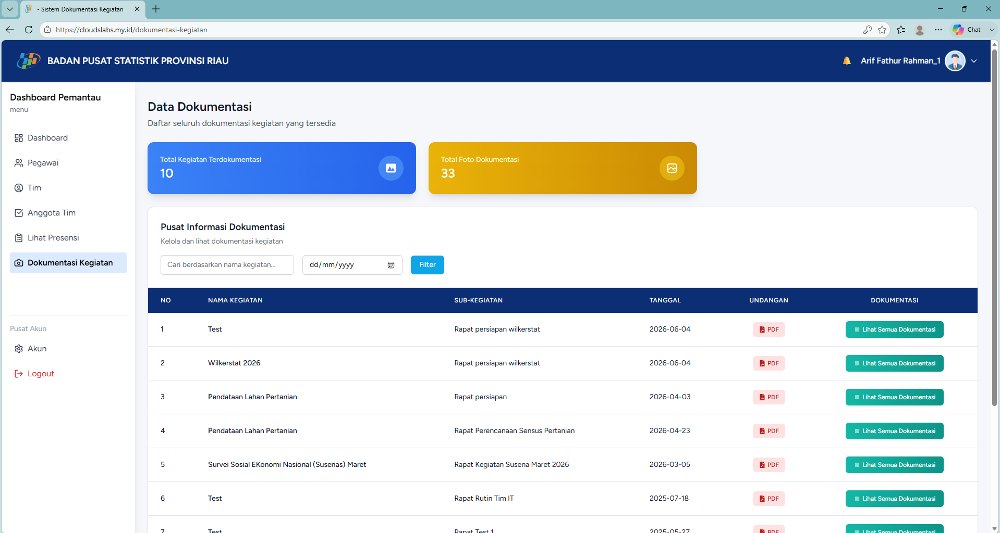 - Sistem Dokumentasi Kegiatan
https://cloudslabs.my.id/dokumentasi-kegiatan
Chat
BADAN PUSAT STATISTIK PROVINSI RIAU
Arif Fathur Rahman_1
Dashboard Pemantau
menu
Dashboard
Pegawai
Tim
Anggota Tim
Lihat Presensi
Dokumentasi Kegiatan
Pusat Akun
Akun
Logout
Data Dokumentasi
Daftar seluruh dokumentasi kegiatan yang tersedia
Total Kegiatan Terdokumentasi
10
Total Foto Dokumentasi
33
Pusat Informasi Dokumentasi
Kelola dan lihat dokumentasi kegiatan
Cari berdasarkan nama kegiatan... dd/mm/yyyy Filter
NO NAMA KEGIATAN SUB-KEGIATAN TANGGAL UNDANGAN DOKUMENTASI
1 Test Rapat persiapan wilkerstat 2026-06-04 PDF Lihat Semua Dokumentasi
2 Wilkerstat 2026 Rapat persiapan wilkerstat 2026-06-04 PDF Lihat Semua Dokumentasi
3 Pendataan Lahan Pertanian Rapat persiapan 2026-04-03 PDF Lihat Semua Dokumentasi
4 Pendataan Lahan Pertanian Rapat Perencanaan Sensus Pertanian 2026-04-23 PDF Lihat Semua Dokumentasi
5 Survei Sosial EKonomi Nasional (Susenas) Maret Rapat Kegiatan Susena Maret 2026 2026-03-05 PDF Lihat Semua Dokumentasi
6 Test Rapat Rutin Tim IT 2025-07-18 PDF Lihat Semua Dokumentasi
7 Test Rapat Test 1 2025-05-27 PDF Lihat Semua Dokumentasi